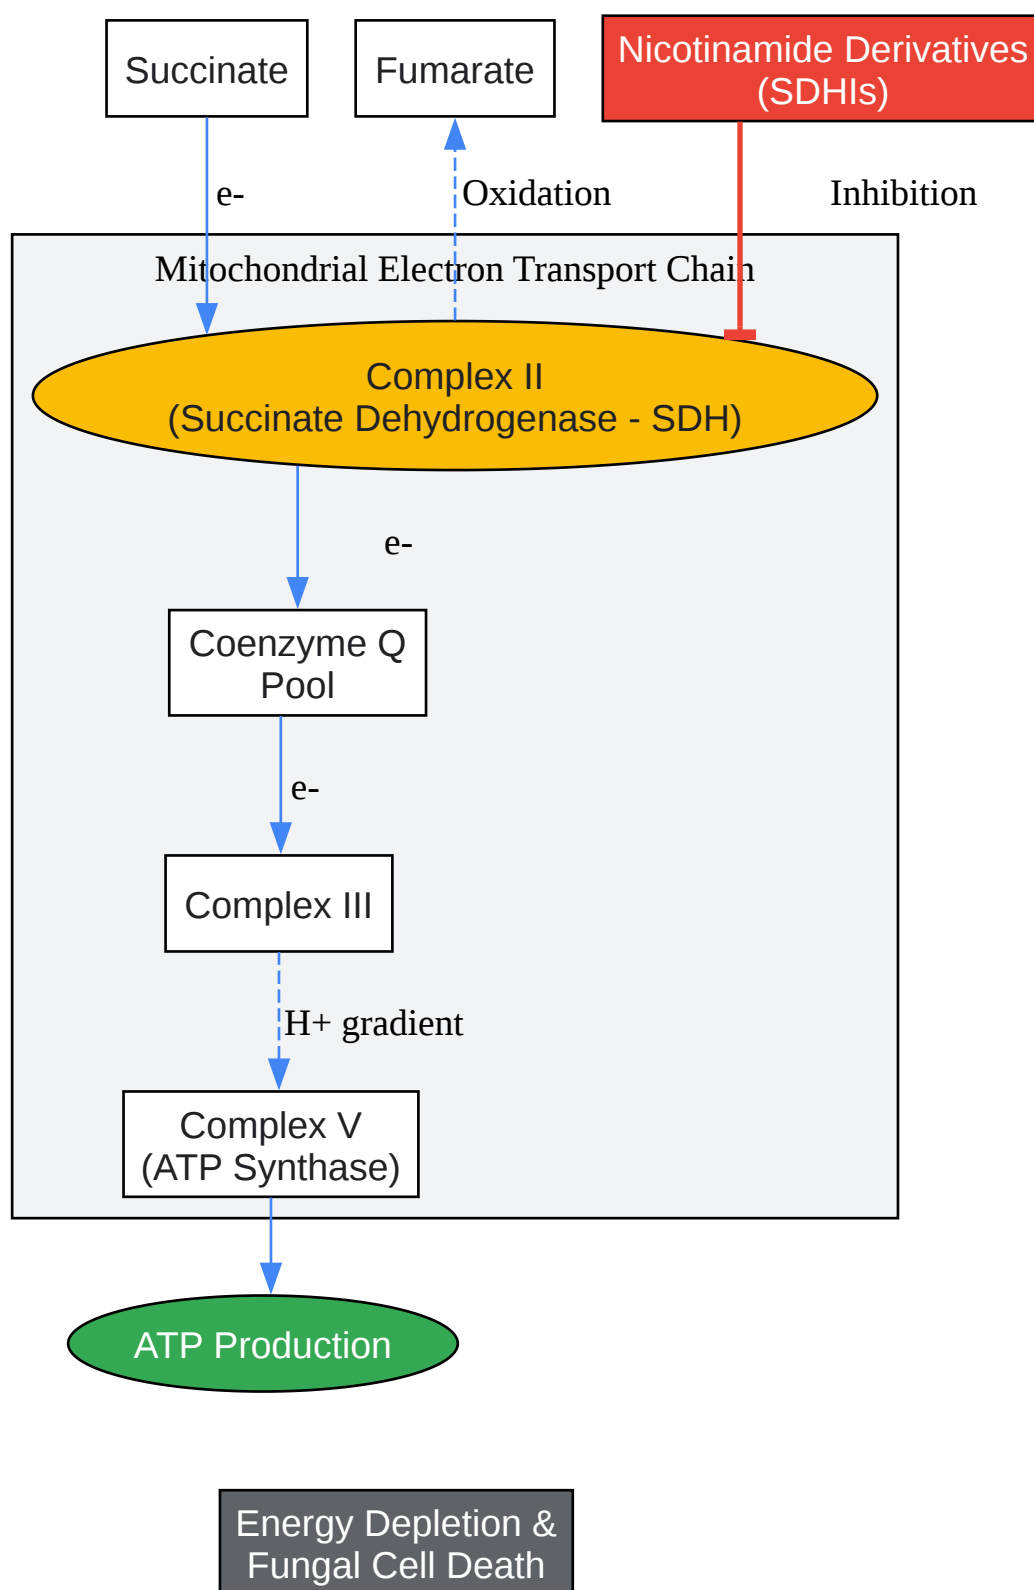 Succinate
Fumarate
Nicotinamide Derivatives
(SDHIs)
e-
Oxidation
Inhibition
Mitochondrial Electron Transport Chain
Complex II
(Succinate Dehydrogenase - SDH)
e-
Coenzyme Q
Pool
e-
Complex III
H+ gradient
Complex V
(ATP Synthase)
ATP Production
Energy Depletion &
Fungal Cell Death